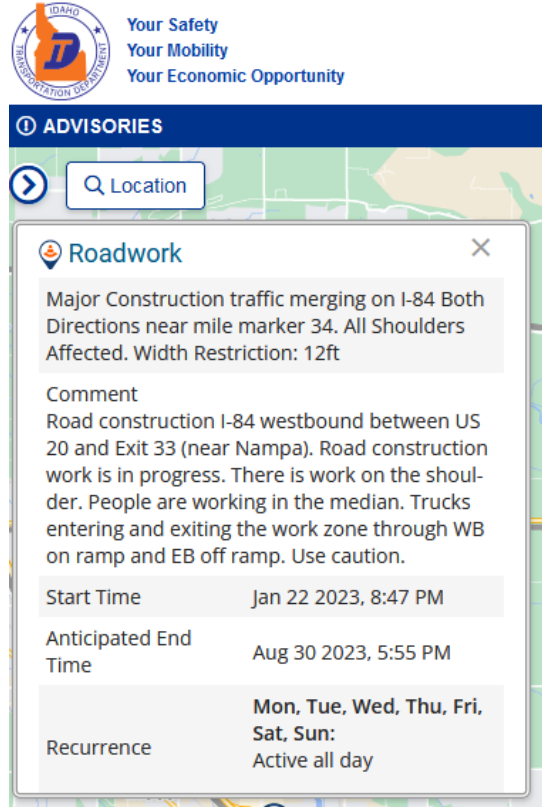 IDAHO
TRANSPORTATION DEPARTMENT
Your Safety
Your Mobility
Your Economic Opportunity
ADVISORIES
Location
Roadwork
Major Construction traffic merging on I-84 Both
Directions near mile marker 34. All Shoulders
Affected. Width Restriction: 12ft
Comment
Road construction I-84 westbound between US
20 and Exit 33 (near Nampa). Road construction
work is in progress. There is work on the shoul-
der. People are working in the median. Trucks
entering and exiting the work zone through WB
on ramp and EB off ramp. Use caution.
Start Time Jan 22 2023, 8:47 PM
Anticipated End
Time Aug 30 2023, 5:55 PM
Recurrence Mon, Tue, Wed, Thu, Fri,
Sat, Sun:
Active all day